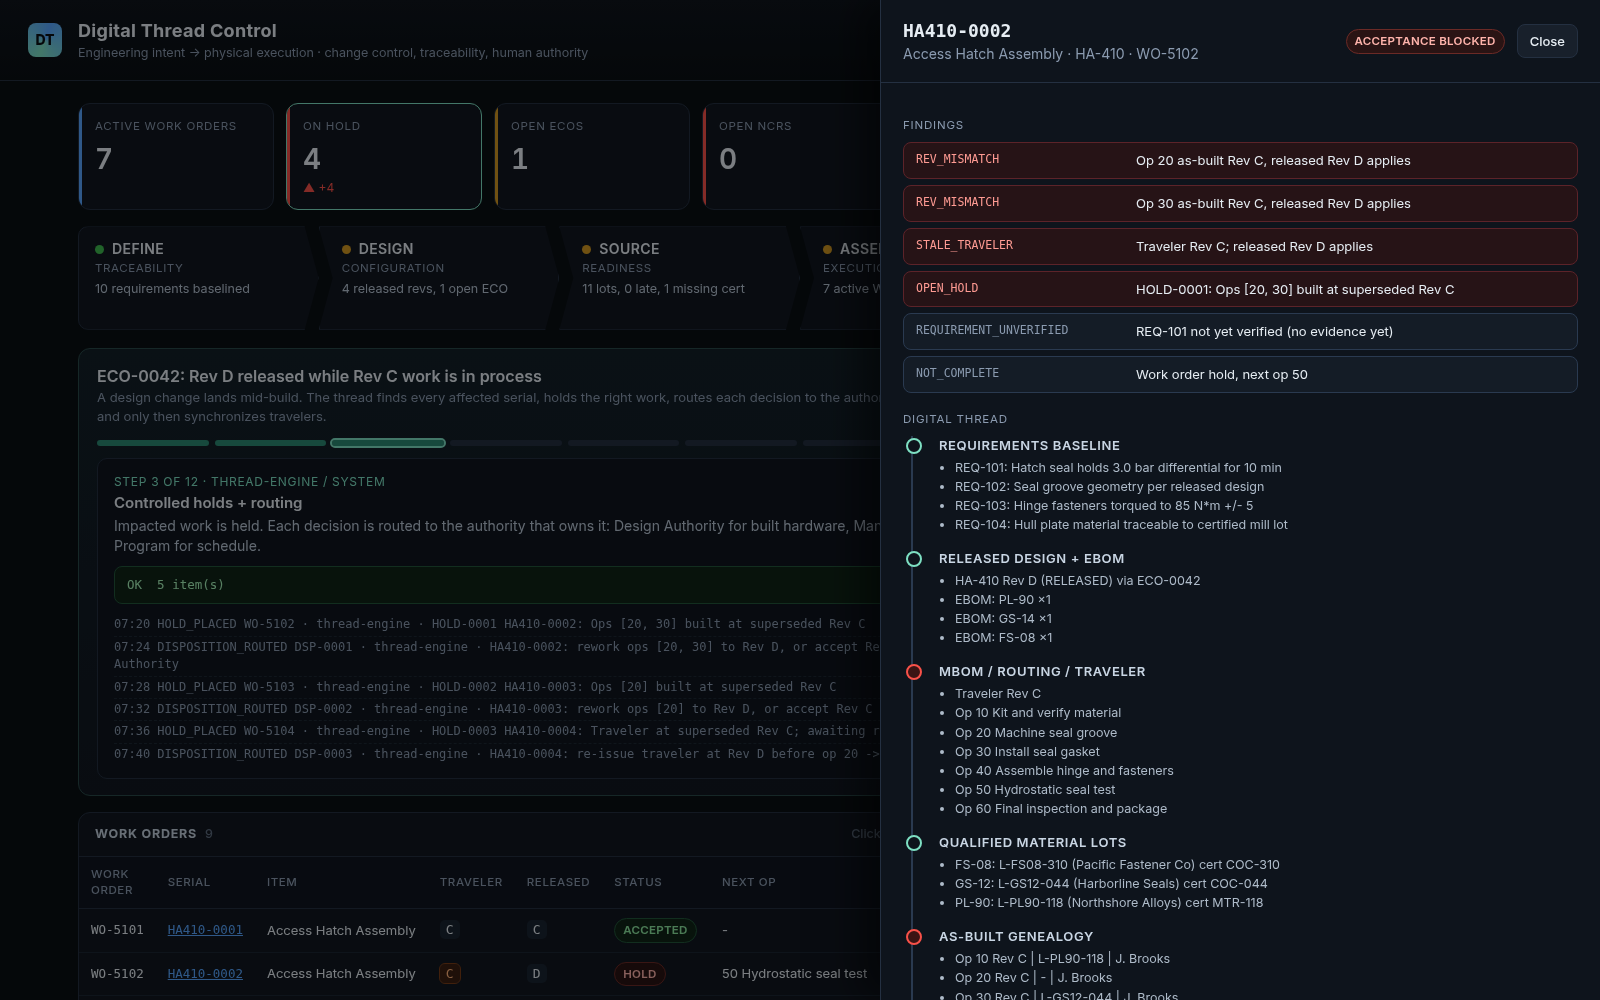 DT
Digital Thread Control
Engineering intent → physical execution · change control, traceability, human authority
ACTIVE WORK ORDERS
7
ON HOLD
4
▲ +4
OPEN ECOS
1
OPEN NCRS
0
DEFINE
TRACEABILITY
10 requirements baselined
DESIGN
CONFIGURATION
4 released revs, 1 open ECO
SOURCE
READINESS
11 lots, 0 late, 1 missing cert
ECO-0042: Rev D released while Rev C work is in process
A design change lands mid-build. The thread finds every affected serial, holds the right work, routes each decision to the
and only then synchronizes travelers.
STEP 3 OF 12 · THREAD-ENGINE / SYSTEM
Controlled holds + routing
Impacted work is held. Each decision is routed to the authority that owns it: Design Authority for built hardware,
Program for schedule.
OK 5 item(s)
07:20 HOLD_PLACED WO-5102 · thread-engine · HOLD-0001 HA410-0002: Ops [20, 30] built at superseded Rev C
07:24 DISPOSITION_ROUTED DSP-0001 · thread-engine · HA410-0002: rework ops [20, 30] to Rev D, or accept
Authority
07:28 HOLD_PLACED WO-5103 · thread-engine · HOLD-0002 HA410-0003: Ops [20] built at superseded Rev C
07:32 DISPOSITION_ROUTED DSP-0002 · thread-engine · HA410-0003: rework ops [20] to Rev D, or accept Rev C
07:36 HOLD_PLACED WO-5104 · thread-engine · HOLD-0003 HA410-0004: Traveler at superseded Rev C; awaiting
07:40 DISPOSITION_ROUTED DSP-0003 · thread-engine · HA410-0004: re-issue traveler at Rev D before op 20 ->
WORK ORDERS 9
Click
WORK ORDER
SERIAL
ITEM
TRAVELER
RELEASED
STATUS
NEXT OP
WO-5101 HA410-0001 Access Hatch Assembly C C ACCEPTED -
WO-5102 HA410-0002 Access Hatch Assembly C D HOLD 50 Hydrostatic seal test
HA410-0002
Access Hatch Assembly · HA-410 · WO-5102
ACCEPTANCE BLOCKED
Close
FINDINGS
REV_MISMATCH Op 20 as-built Rev C, released Rev D applies
REV_MISMATCH Op 30 as-built Rev C, released Rev D applies
STALE_TRAVELER Traveler Rev C; released Rev D applies
OPEN_HOLD HOLD-0001: Ops [20, 30] built at superseded Rev C
REQUIREMENT_UNVERIFIED REQ-101 not yet verified (no evidence yet)
NOT_COMPLETE Work order hold, next op 50
DIGITAL THREAD
REQUIREMENTS BASELINE
• REQ-101: Hatch seal holds 3.0 bar differential for 10 min
• REQ-102: Seal groove geometry per released design
• REQ-103: Hinge fasteners torqued to 85 N*m +/- 5
• REQ-104: Hull plate material traceable to certified mill lot
RELEASED DESIGN + EBOM
• HA-410 Rev D (RELEASED) via ECO-0042
• EBOM: PL-90 ×1
• EBOM: GS-14 ×1
• EBOM: FS-08 ×1
MBOM / ROUTING / TRAVELER
• Traveler Rev C
• Op 10 Kit and verify material
• Op 20 Machine seal groove
• Op 30 Install seal gasket
• Op 40 Assemble hinge and fasteners
• Op 50 Hydrostatic seal test
• Op 60 Final inspection and package
QUALIFIED MATERIAL LOTS
• FS-08: L-FS08-310 (Pacific Fastener Co) cert COC-310
• GS-12: L-GS12-044 (Harborline Seals) cert COC-044
• PL-90: L-PL90-118 (Northshore Alloys) cert MTR-118
AS-BUILT GENEALOGY
• Op 10 Rev C | L-PL90-118 | J. Brooks
• Op 20 Rev C | - | J. Brooks
• Op 30 Rev C | L-GS12-044 | J. Brooks